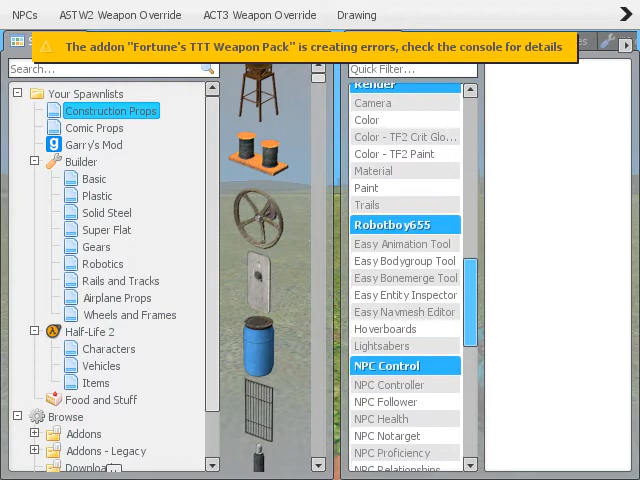 NPCs
ASTW2 Weapon Override
ACT3 Weapon Override
Drawing
The addon "Fortune's TTT Weapon Pack" is creating errors, check the console for details
Search...
Your Spawnlists
Construction Props
Comic Props
Garry's Mod
Builder
Basic
Plastic
Solid Steel
Super Flat
Gears
Robotics
Rails and Tracks
Airplane Props
Wheels and Frames
Half-Life 2
Characters
Vehicles
Items
Food and Stuff
Browse
Addons
Addons - Legacy
Quick Filter...
Render
Camera
Color
Color - TF2 Crit Glo...
Color - TF2 Paint
Material
Paint
Trails
Robotboy655
Easy Animation Tool
Easy Bodygroup Tool
Easy Bonemerge Tool
Easy Entity Inspector
Easy Navmesh Editor
Hoverboards
Lightsabers
NPC Control
NPC Controller
NPC Follower
NPC Health
NPC Notarget
NPC Proficiency
NPC Relationships